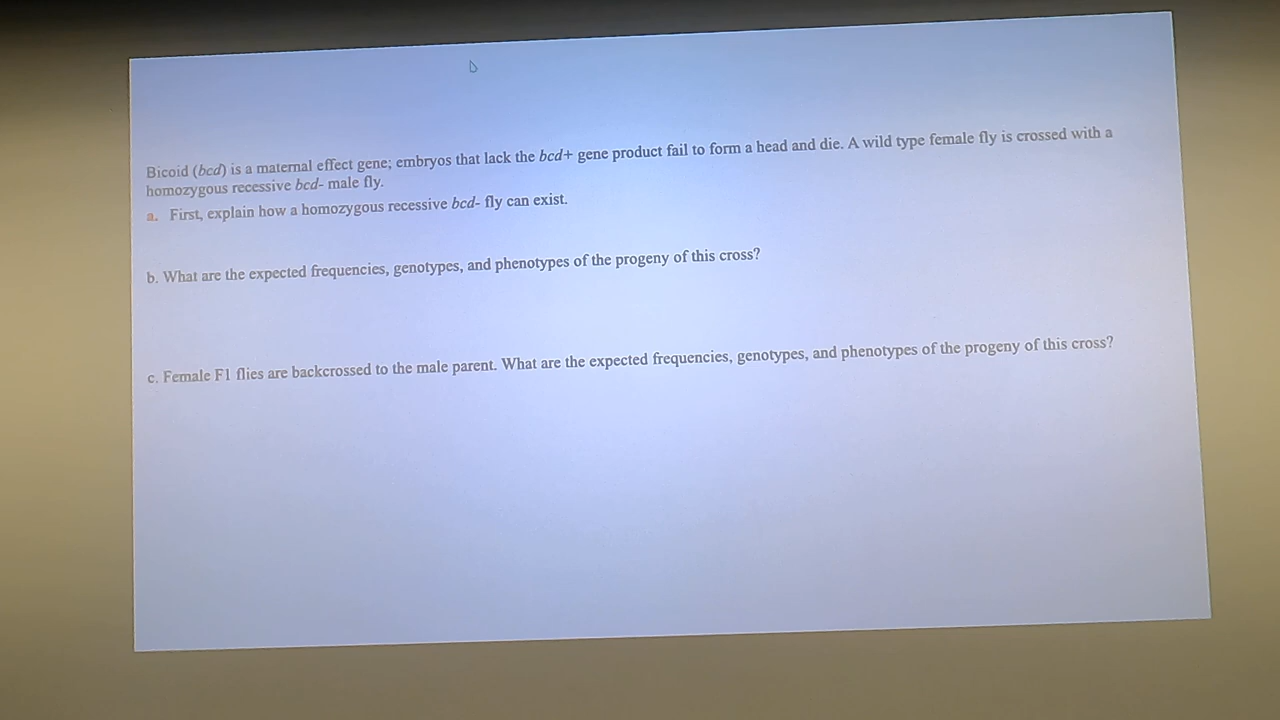 Bicoid (bcd) is a maternal effect gene; embryos that lack the bcd+ gene product fail to form a head and die. A wild type female fly is crossed with a
homozygous recessive bcd- male fly.
a. First, explain how a homozygous recessive bcd- fly can exist.
b. What are the expected frequencies, genotypes, and phenotypes of the progeny of this cross?
c. Female F1 flies are backcrossed to the male parent. What are the expected frequencies, genotypes, and phenotypes of the progeny of this cross?